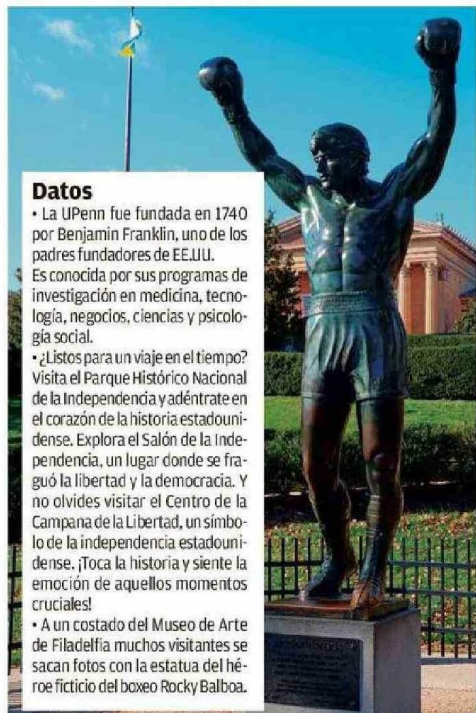 Datos
• La UPenn fue fundada en 1740
por Benjamin Franklin, uno de los
padres fundadores de EE.UU.
Es conocida por sus programas de
investigación en medicina, tecno-
logía, negocios, ciencias y psicolo-
gía social.
• ¿Listos para un viaje en el tiempo?
Visita el Parque Histórico Nacional
de la Independencia y adéntrate en
el corazón de la historia estadouni-
dense. Explora el Salón de la Inde-
pendencia, un lugar donde se fra-
guó la libertad y la democracia. Y
no olvides visitar el Centro de la
Campana de la Libertad, un símbo-
lo de la independencia estadouni-
dense. ¡Toca la historia y siente la
emoción de aquellos momentos
cruciales!
• A un costado del Museo de Arte
de Filadelfia muchos visitantes se
sacan fotos con la estatua del hé-
roe ficticio del boxeo Rocky Balboa.